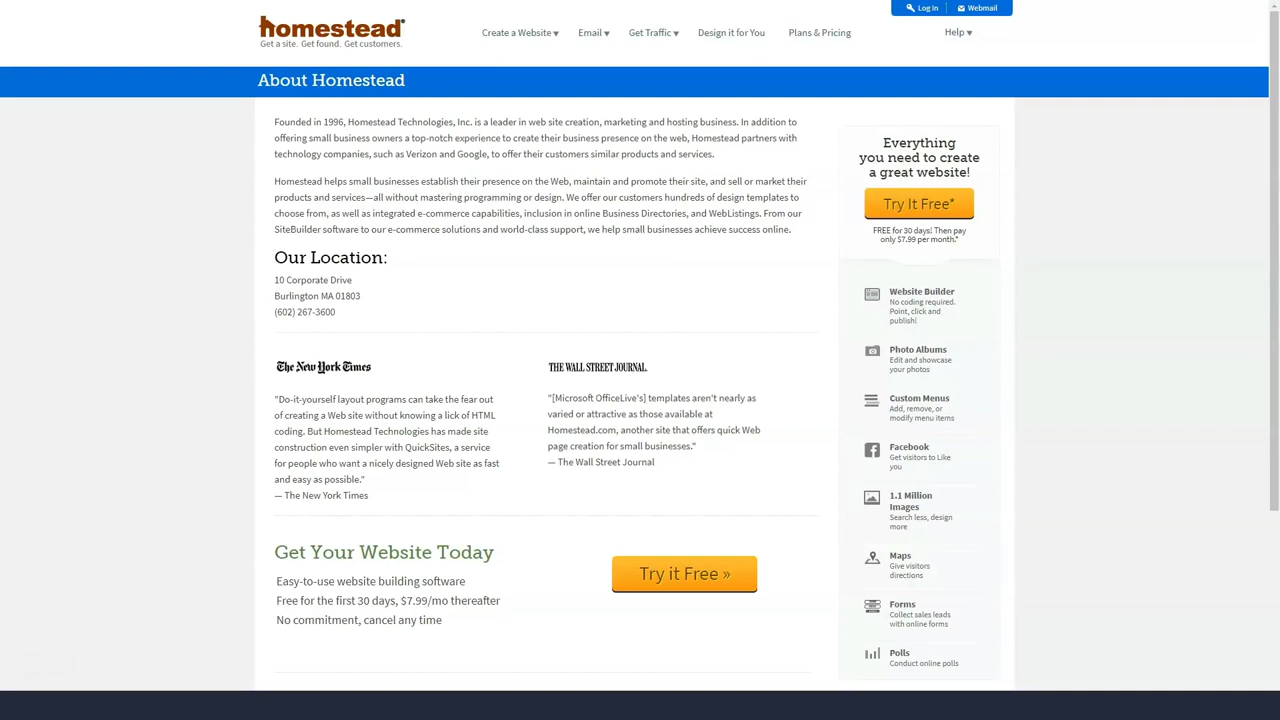 Log In
Webmail
homestead®
Get a site. Get found. Get customers.
Create a Website ▾
Email ▾
Get Traffic ▾
Design it for You
Plans & Pricing
Help ▾
About Homestead
Founded in 1996, Homestead Technologies, Inc. is a leader in web site creation, marketing and hosting business. In addition to
offering small business owners a top-notch experience to create their business presence on the web, Homestead partners with
technology companies, such as Verizon and Google, to offer their customers similar products and services.
Homestead helps small businesses establish their presence on the Web, maintain and promote their site, and sell or market their
products and services—all without mastering programming or design. We offer our customers hundreds of design templates to
choose from, as well as integrated e-commerce capabilities, inclusion in online Business Directories, and WebListings. From our
SiteBuilder software to our e-commerce solutions and world-class support, we help small businesses achieve success online.
Our Location:
10 Corporate Drive
Burlington MA 01803
(602) 267-3600
The New York Times
"Do-it-yourself layout programs can take the fear out
of creating a Web site without knowing a lick of HTML
coding. But Homestead Technologies has made site
construction even simpler with QuickSites, a service
for people who want a nicely designed Web site as fast
and easy as possible."
— The New York Times
THE WALL STREET JOURNAL.
"[Microsoft OfficeLive's] templates aren't nearly as
varied or attractive as those available at
Homestead.com, another site that offers quick Web
page creation for small businesses."
— The Wall Street Journal
Get Your Website Today
Easy-to-use website building software
Free for the first 30 days, $7.99/mo thereafter
No commitment, cancel any time
Try it Free »
Everything
you need to create
a great website!
Try It Free*
FREE for 30 days! Then pay
only $7.99 per month.*
Website Builder
No coding required.
Point, click and
publish!
Photo Albums
Edit and showcase
your photos
Custom Menus
Add, remove, or
modify menu items
Facebook
Get visitors to Like
you
1.1 Million
Images
Search less, design
more
Maps
Give visitors
directions
Forms
Collect sales leads
with online forms
Polls
Conduct online polls